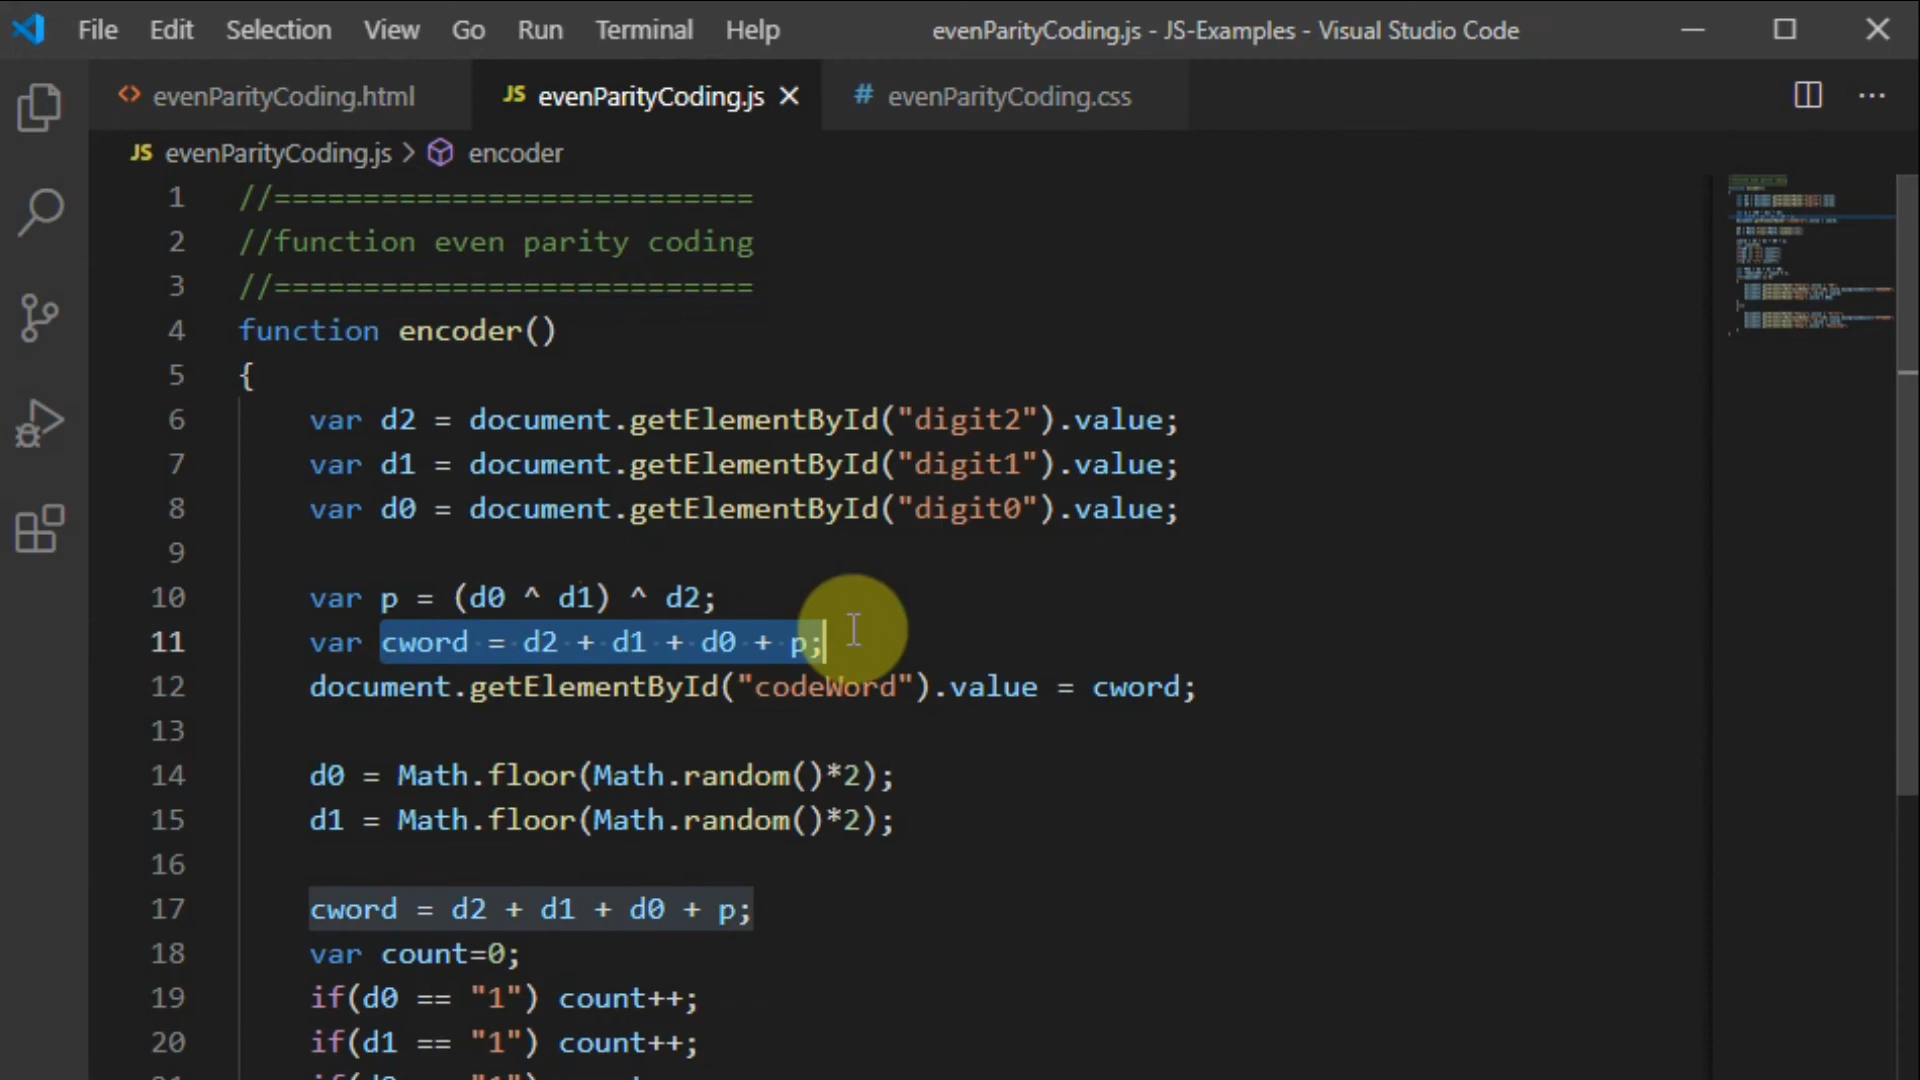 File Edit Selection View Go Run Terminal Help evenParityCoding.js - JS-Examples - Visual Studio Code
<> evenParityCoding.html JS evenParityCoding.js # evenParityCoding.css
JS evenParityCoding.js > encoder
1 //===========================
2 //function even parity coding
3 //===========================
4 function encoder()
5 {
6 var d2 = document.getElementById("digit2").value;
7 var d1 = document.getElementById("digit1").value;
8 var d0 = document.getElementById("digit0").value;
9
10 var p = (d0 ^ d1) ^ d2;
11 var cword = d2 + d1 + d0 + p;
12 document.getElementById("codeWord").value = cword;
13
14 d0 = Math.floor(Math.random()*2);
15 d1 = Math.floor(Math.random()*2);
16
17 cword = d2 + d1 + d0 + p;
18 var count=0;
19 if(d0 == "1") count++;
20 if(d1 == "1") count++;